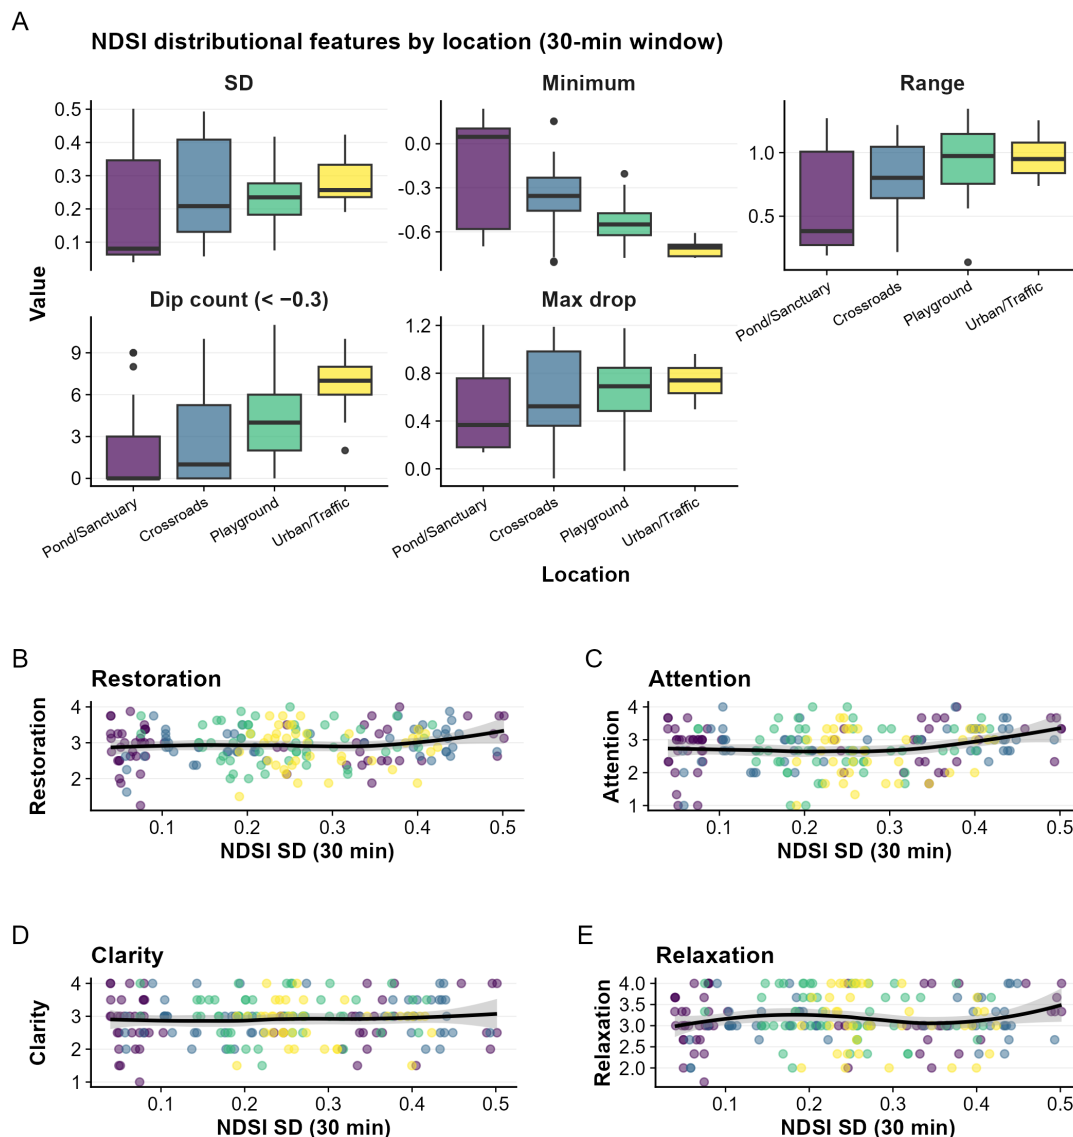 A
NDSI distributional features by location (30-min window)
SD
Minimum
Range
0.5
0.4
0.3
0.2
0.1
0.0
-0.3
-0.6
1.0
0.5
Pond/Sanctuary
Crossroads
Playground
Urban/Traffic
Value
Dip count (< −0.3)
Max drop
9
6
3
0
1.2
0.8
0.4
0.0
Pond/Sanctuary
Crossroads
Playground
Urban/Traffic
Pond/Sanctuary
Crossroads
Playground
Urban/Traffic
Location
B
Restoration
Restoration
4
3
2
0.1 0.2 0.3 0.4 0.5
NDSI SD (30 min)
C
Attention
Attention
4
3
2
1
0.1 0.2 0.3 0.4 0.5
NDSI SD (30 min)
D
Clarity
Clarity
4
3
2
1
0.1 0.2 0.3 0.4 0.5
NDSI SD (30 min)
E
Relaxation
Relaxation
4.0
3.5
3.0
2.5
2.0
0.1 0.2 0.3 0.4 0.5
NDSI SD (30 min)